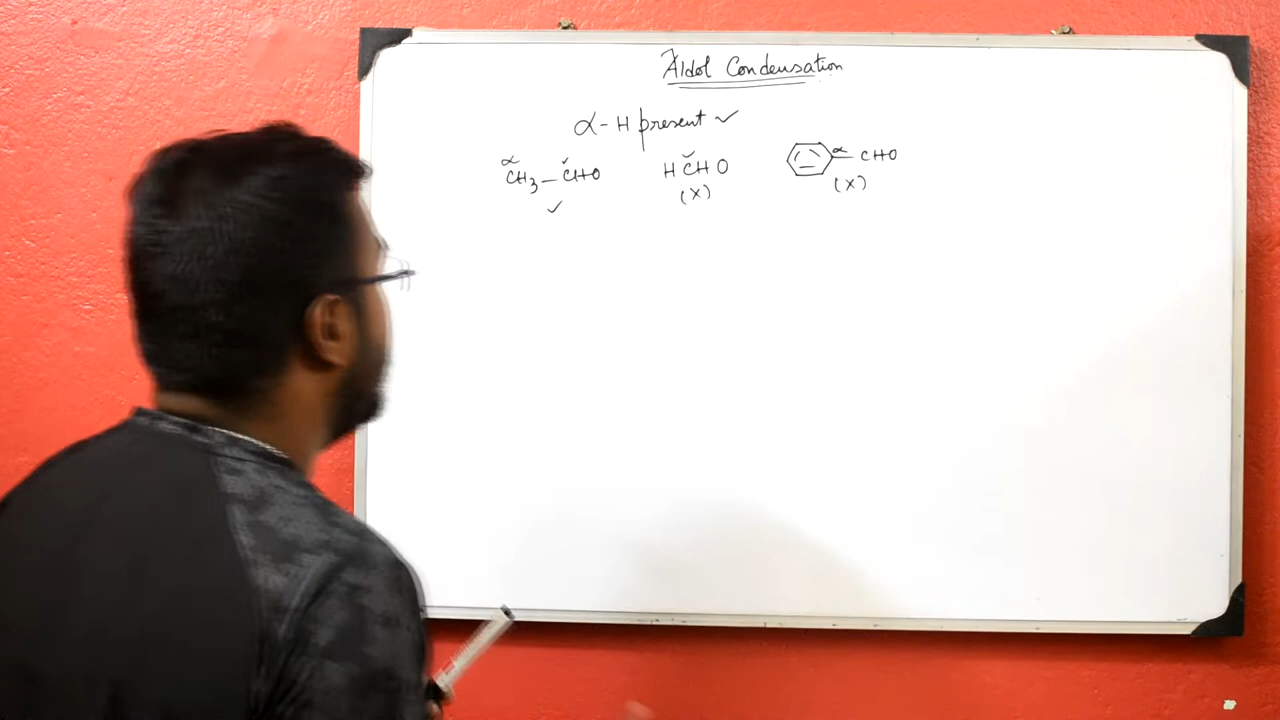 Aldol Condensation
α-H present ✓
α
CH3 – CHO HCHO α CHO
✓ (X) (X)